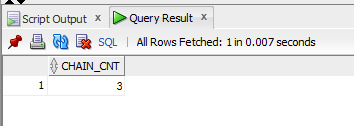 Script Output × Query Result ×
SQL | All Rows Fetched: 1 in 0.007 seconds
CHAIN_CNT
1 3